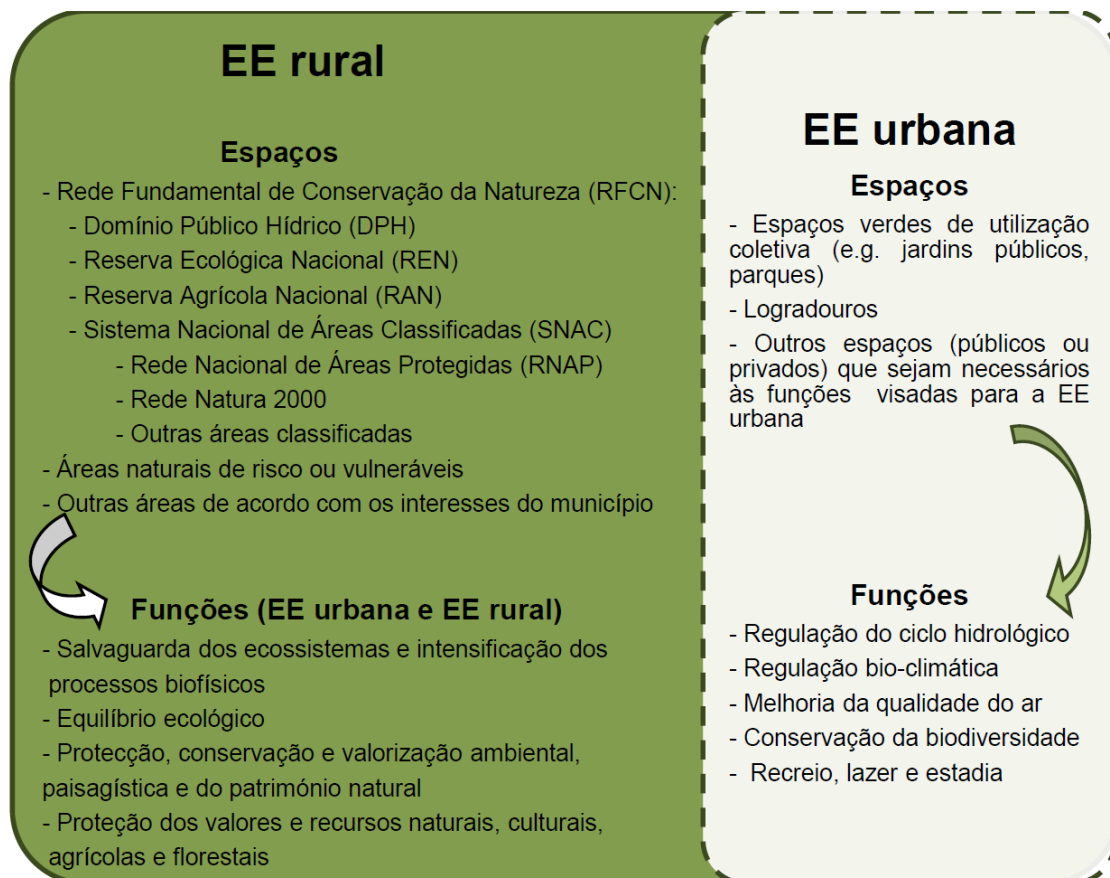 EE rural
Espaços
- Rede Fundamental de Conservação da Natureza (RFCN):
- Domínio Público Hídrico (DPH)
- Reserva Ecológica Nacional (REN)
- Reserva Agrícola Nacional (RAN)
- Sistema Nacional de Áreas Classificadas (SNAC)
- Rede Nacional de Áreas Protegidas (RNAP)
- Rede Natura 2000
- Outras áreas classificadas
- Áreas naturais de risco ou vulneráveis
- Outras áreas de acordo com os interesses do município
Funções (EE urbana e EE rural)
- Salvaguarda dos ecossistemas e intensificação dos
processos biofísicos
- Equilíbrio ecológico
- Protecção, conservação e valorização ambiental,
paisagística e do património natural
- Proteção dos valores e recursos naturais, culturais,
agrícolas e florestais
EE urbana
Espaços
- Espaços verdes de utilização
coletiva (e.g. jardins públicos,
parques)
- Logradouros
- Outros espaços (públicos ou
privados) que sejam necessários
às funções visadas para a EE
urbana
Funções
- Regulação do ciclo hidrológico
- Regulação bio-climática
- Melhoria da qualidade do ar
- Conservação da biodiversidade
- Recreio, lazer e estadia